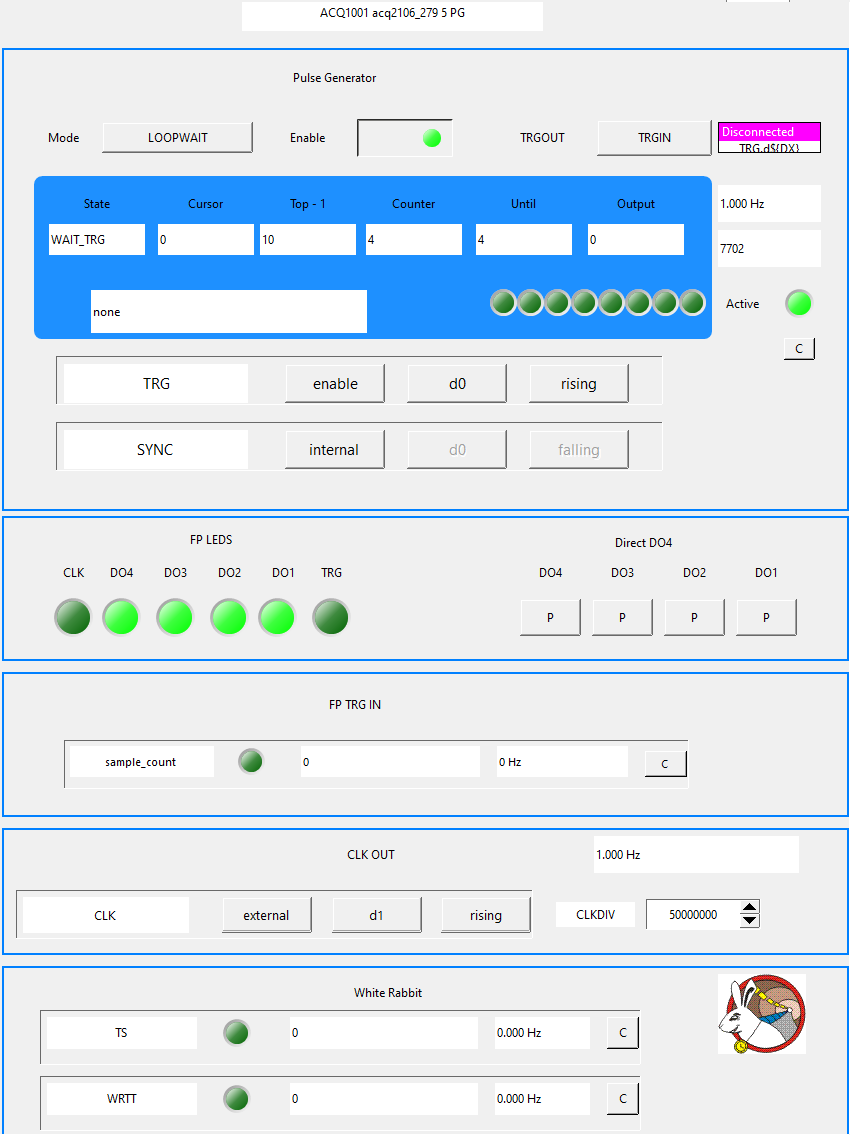 ACQ1001 acq2106_279 5 PG
Pulse Generator
Mode LOOPWAIT Enable TRGOUT TRGIN Disconnected
TRG.d${DX}
State Cursor Top - 1 Counter Until Output 1.000 Hz
WAIT_TRG 0 10 4 4 0
7702
none Active
C
TRG enable d0 rising
SYNC internal d0 falling
FP LEDS Direct DO4
CLK DO4 DO3 DO2 DO1 TRG DO4 DO3 DO2 DO1
P P P P
FP TRG IN
sample_count 0 0 Hz C
CLK OUT 1.000 Hz
CLK external d1 rising CLKDIV 50000000
White Rabbit
TS 0 0.000 Hz C
WRTT 0 0.000 Hz C